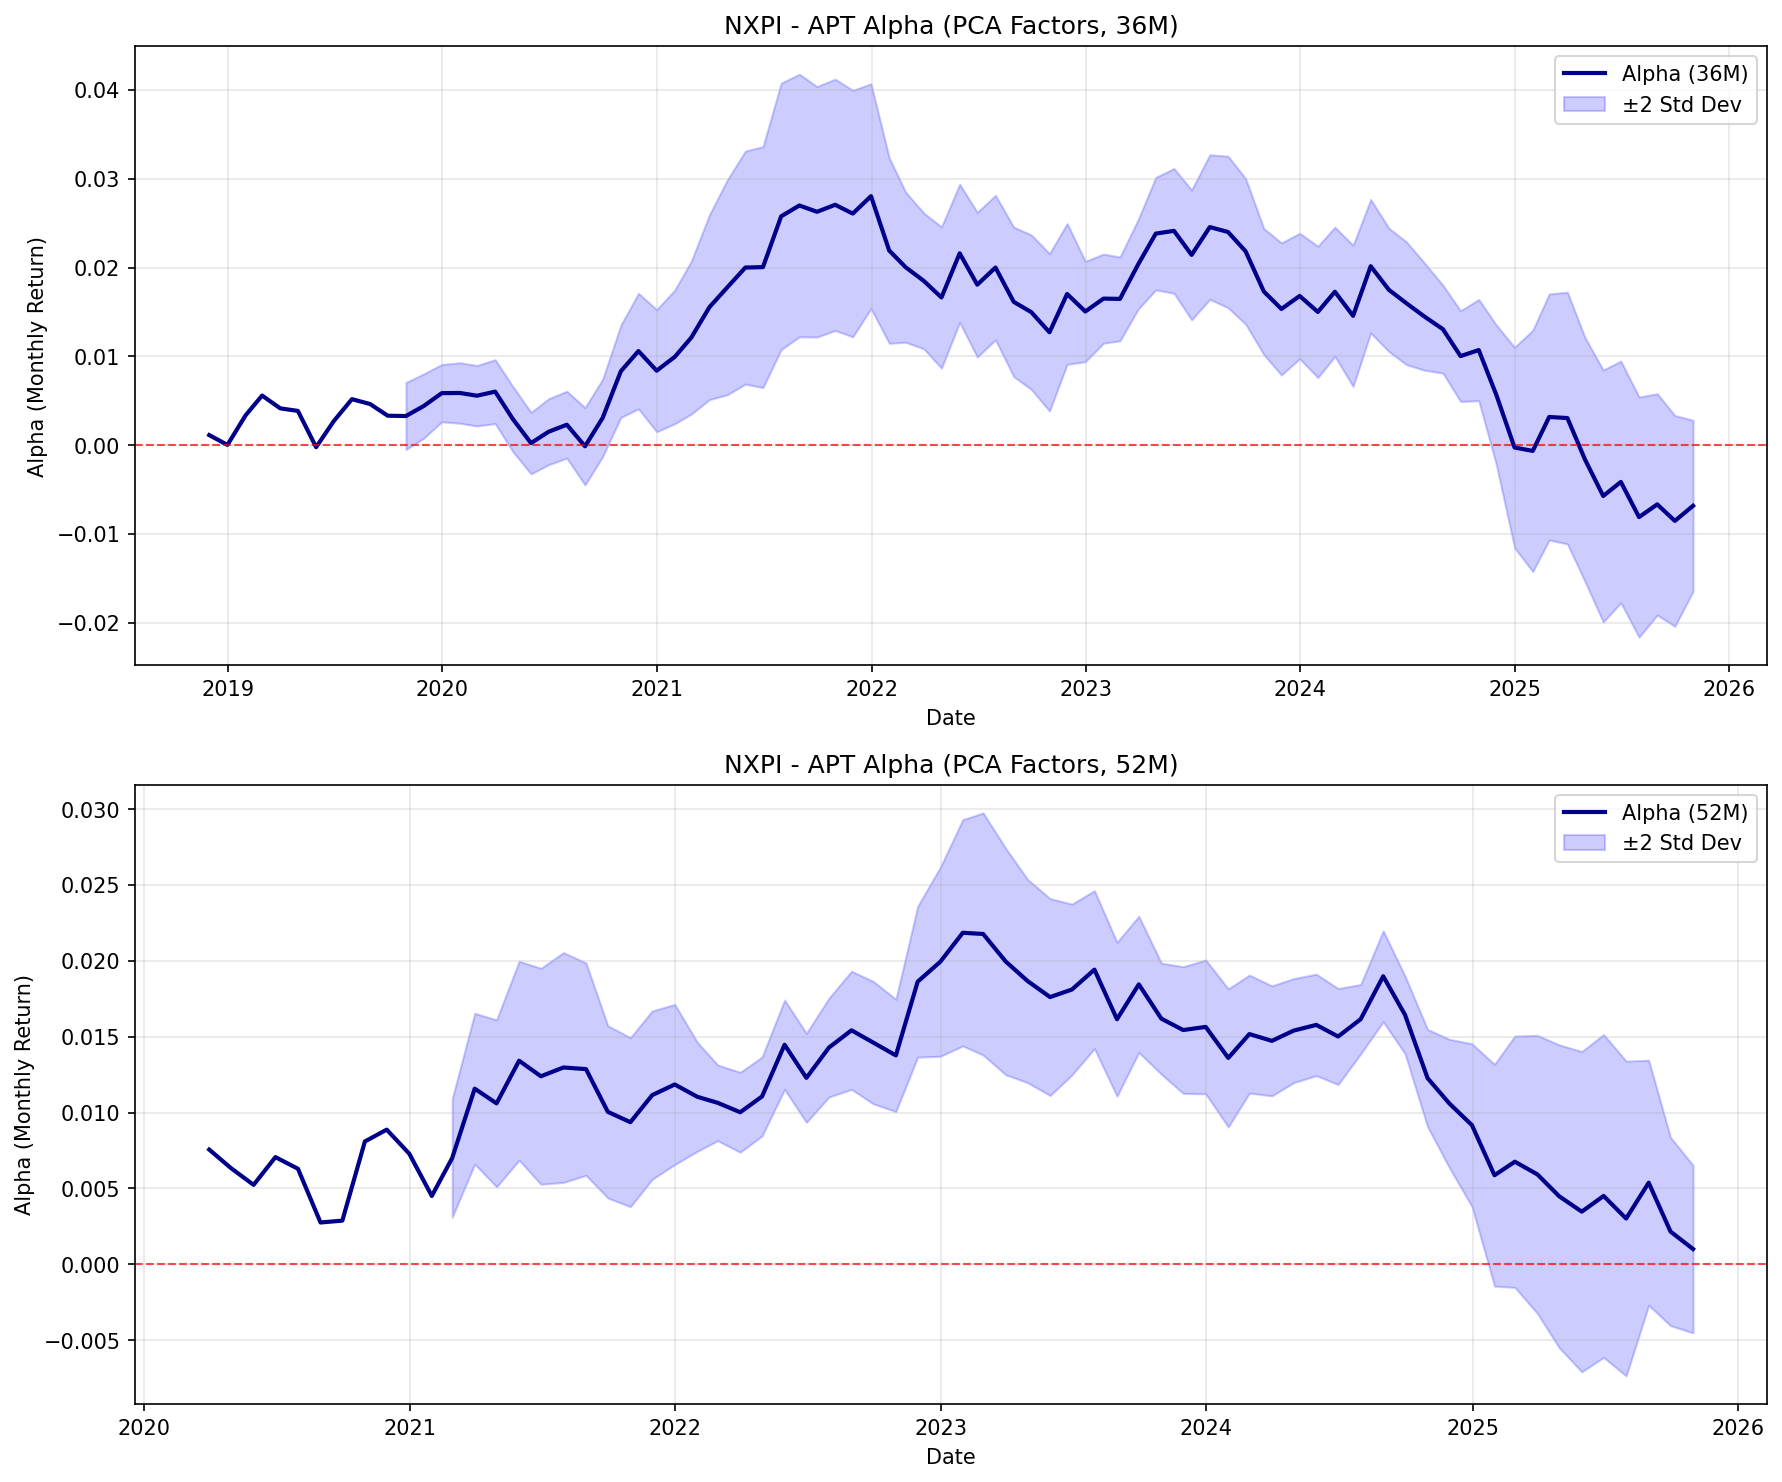 NXPI - APT Alpha (PCA Factors, 36M)
Alpha (36M)
±2 Std Dev
Alpha (Monthly Return)
0.04
0.03
0.02
0.01
0.00
−0.01
−0.02
2019 2020 2021 2022 2023 2024 2025 2026
Date
NXPI - APT Alpha (PCA Factors, 52M)
Alpha (52M)
±2 Std Dev
Alpha (Monthly Return)
0.030
0.025
0.020
0.015
0.010
0.005
0.000
−0.005
2020 2021 2022 2023 2024 2025 2026
Date